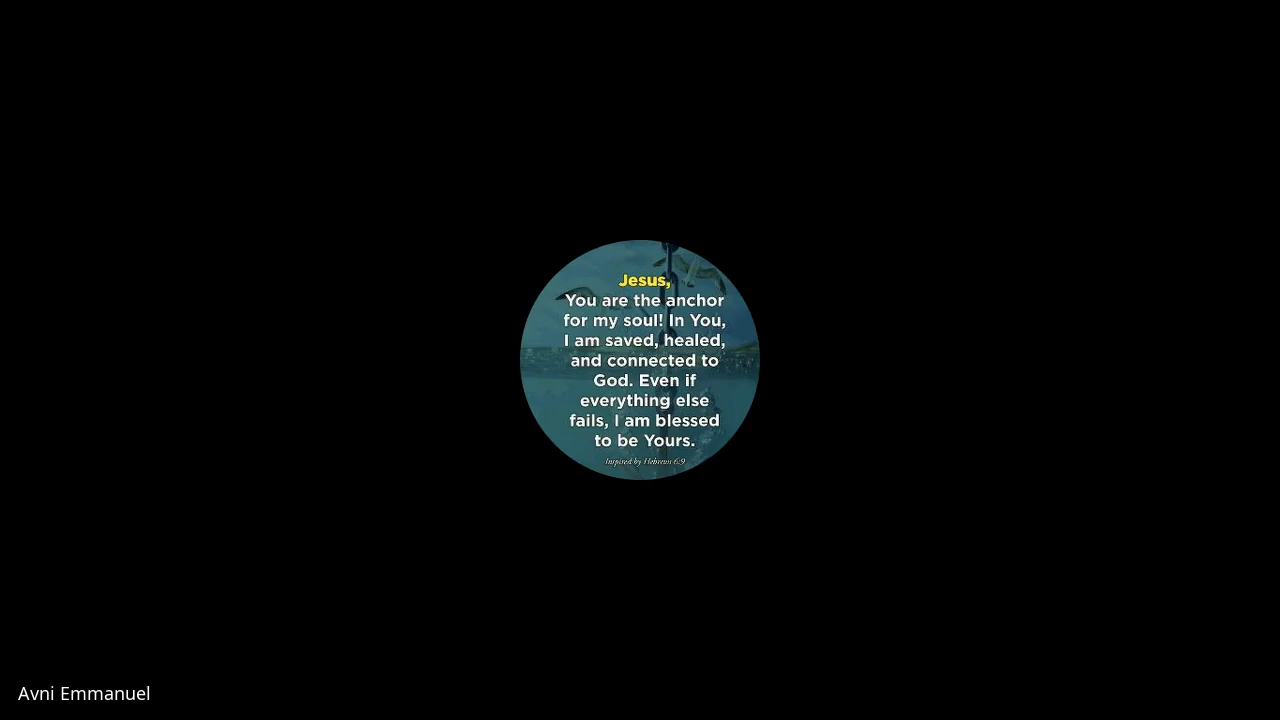 Jesus,
You are the anchor
for my soul! In You,
I am saved, healed,
and connected to
God. Even if
everything else
fails, I am blessed
to be Yours.
Inspired by Hebrews 6:9
Avni Emmanuel